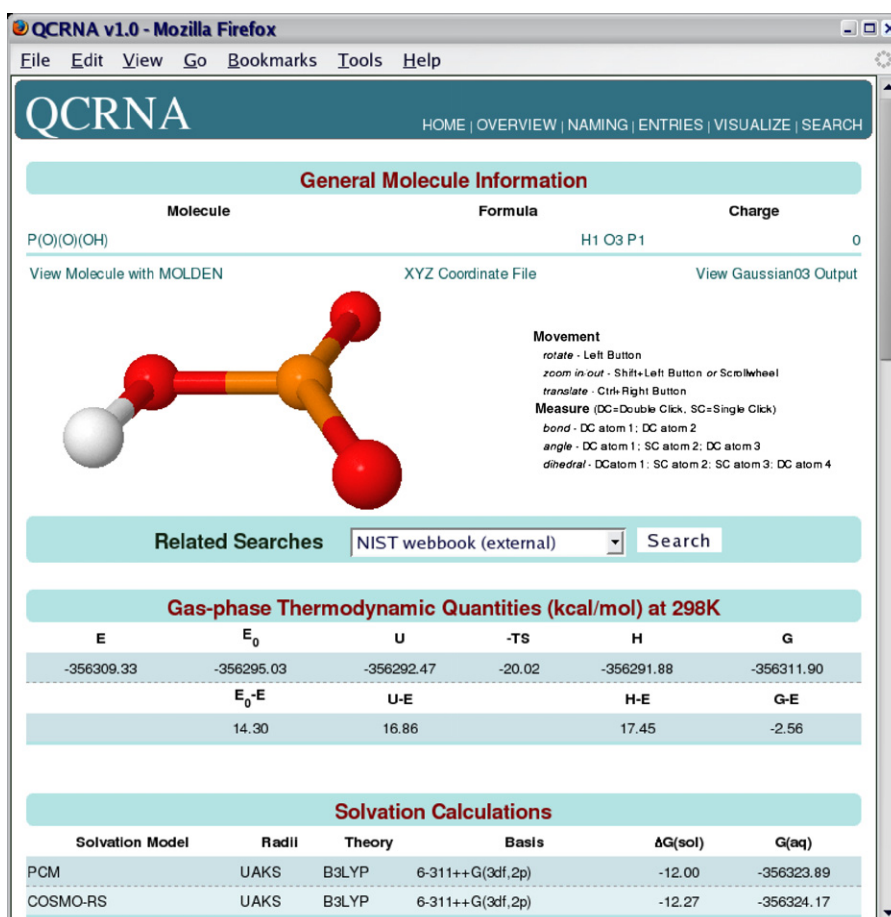 QCRNA v1.0 - Mozilla Firefox
File Edit View Go Bookmarks Tools Help
QCRNA
HOME | OVERVIEW | NAMING | ENTRIES | VISUALIZE | SEARCH
General Molecule Information
Molecule Formula Charge
P(O)(O)(OH) H1 O3 P1 0
View Molecule with MOLDEN XYZ Coordinate File View Gaussian03 Output
Movement
rotate - Left Button
zoom in/out - Shift+Left Button or Scrollwheel
translate - Ctrl+Right Button
Measure (DC=Double Click, SC=Single Click)
bond - DC atom 1; DC atom 2
angle - DC atom 1; SC atom 2; DC atom 3
dihedral - DCatom 1; SC atom 2; SC atom 3; DC atom 4
Related Searches NIST webbook (external) Search
Gas-phase Thermodynamic Quantities (kcal/mol) at 298K
E E0 U -TS H G
-356309.33 -356295.03 -356292.47 -20.02 -356291.88 -356311.90
E0-E U-E H-E G-E
14.30 16.86 17.45 -2.56
Solvation Calculations
Solvation Model Radii Theory Basis ΔG(sol) G(aq)
PCM UAKS B3LYP 6-311++G(3df,2p) -12.00 -356323.89
COSMO-RS UAKS B3LYP 6-311++G(3df,2p) -12.27 -356324.17